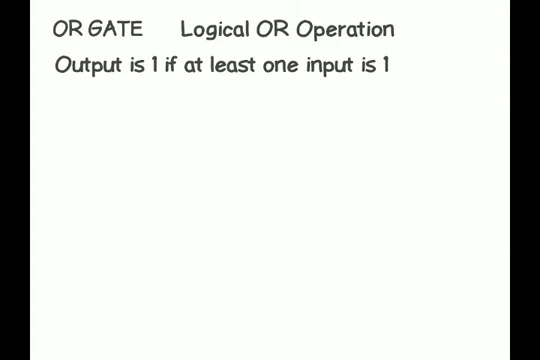 OR GATE Logical OR Operation
Output is 1 if at least one input is 1